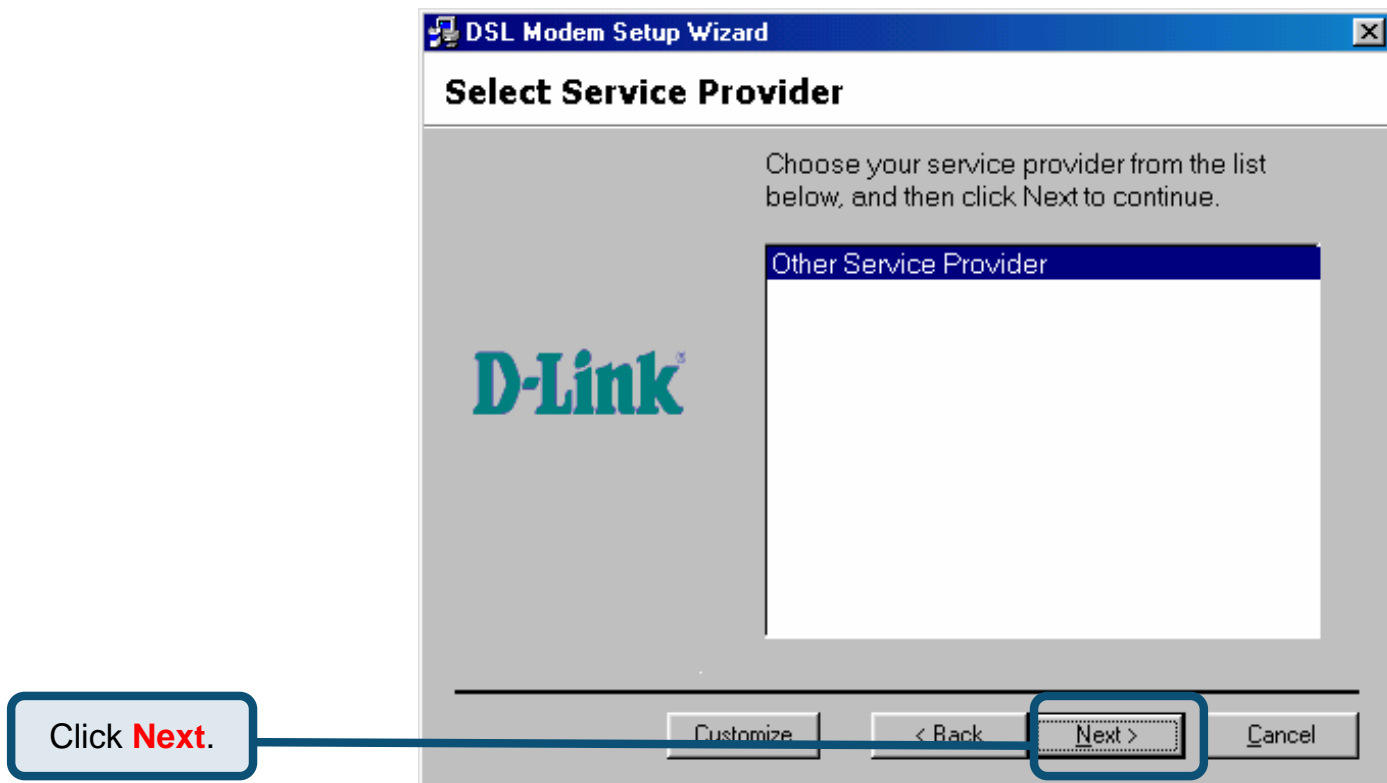 DSL Modem Setup Wizard
Select Service Provider
Choose your service provider from the list
below, and then click Next to continue.
Other Service Provider
D-Link®
Click Next.
Customize < Back Next > Cancel